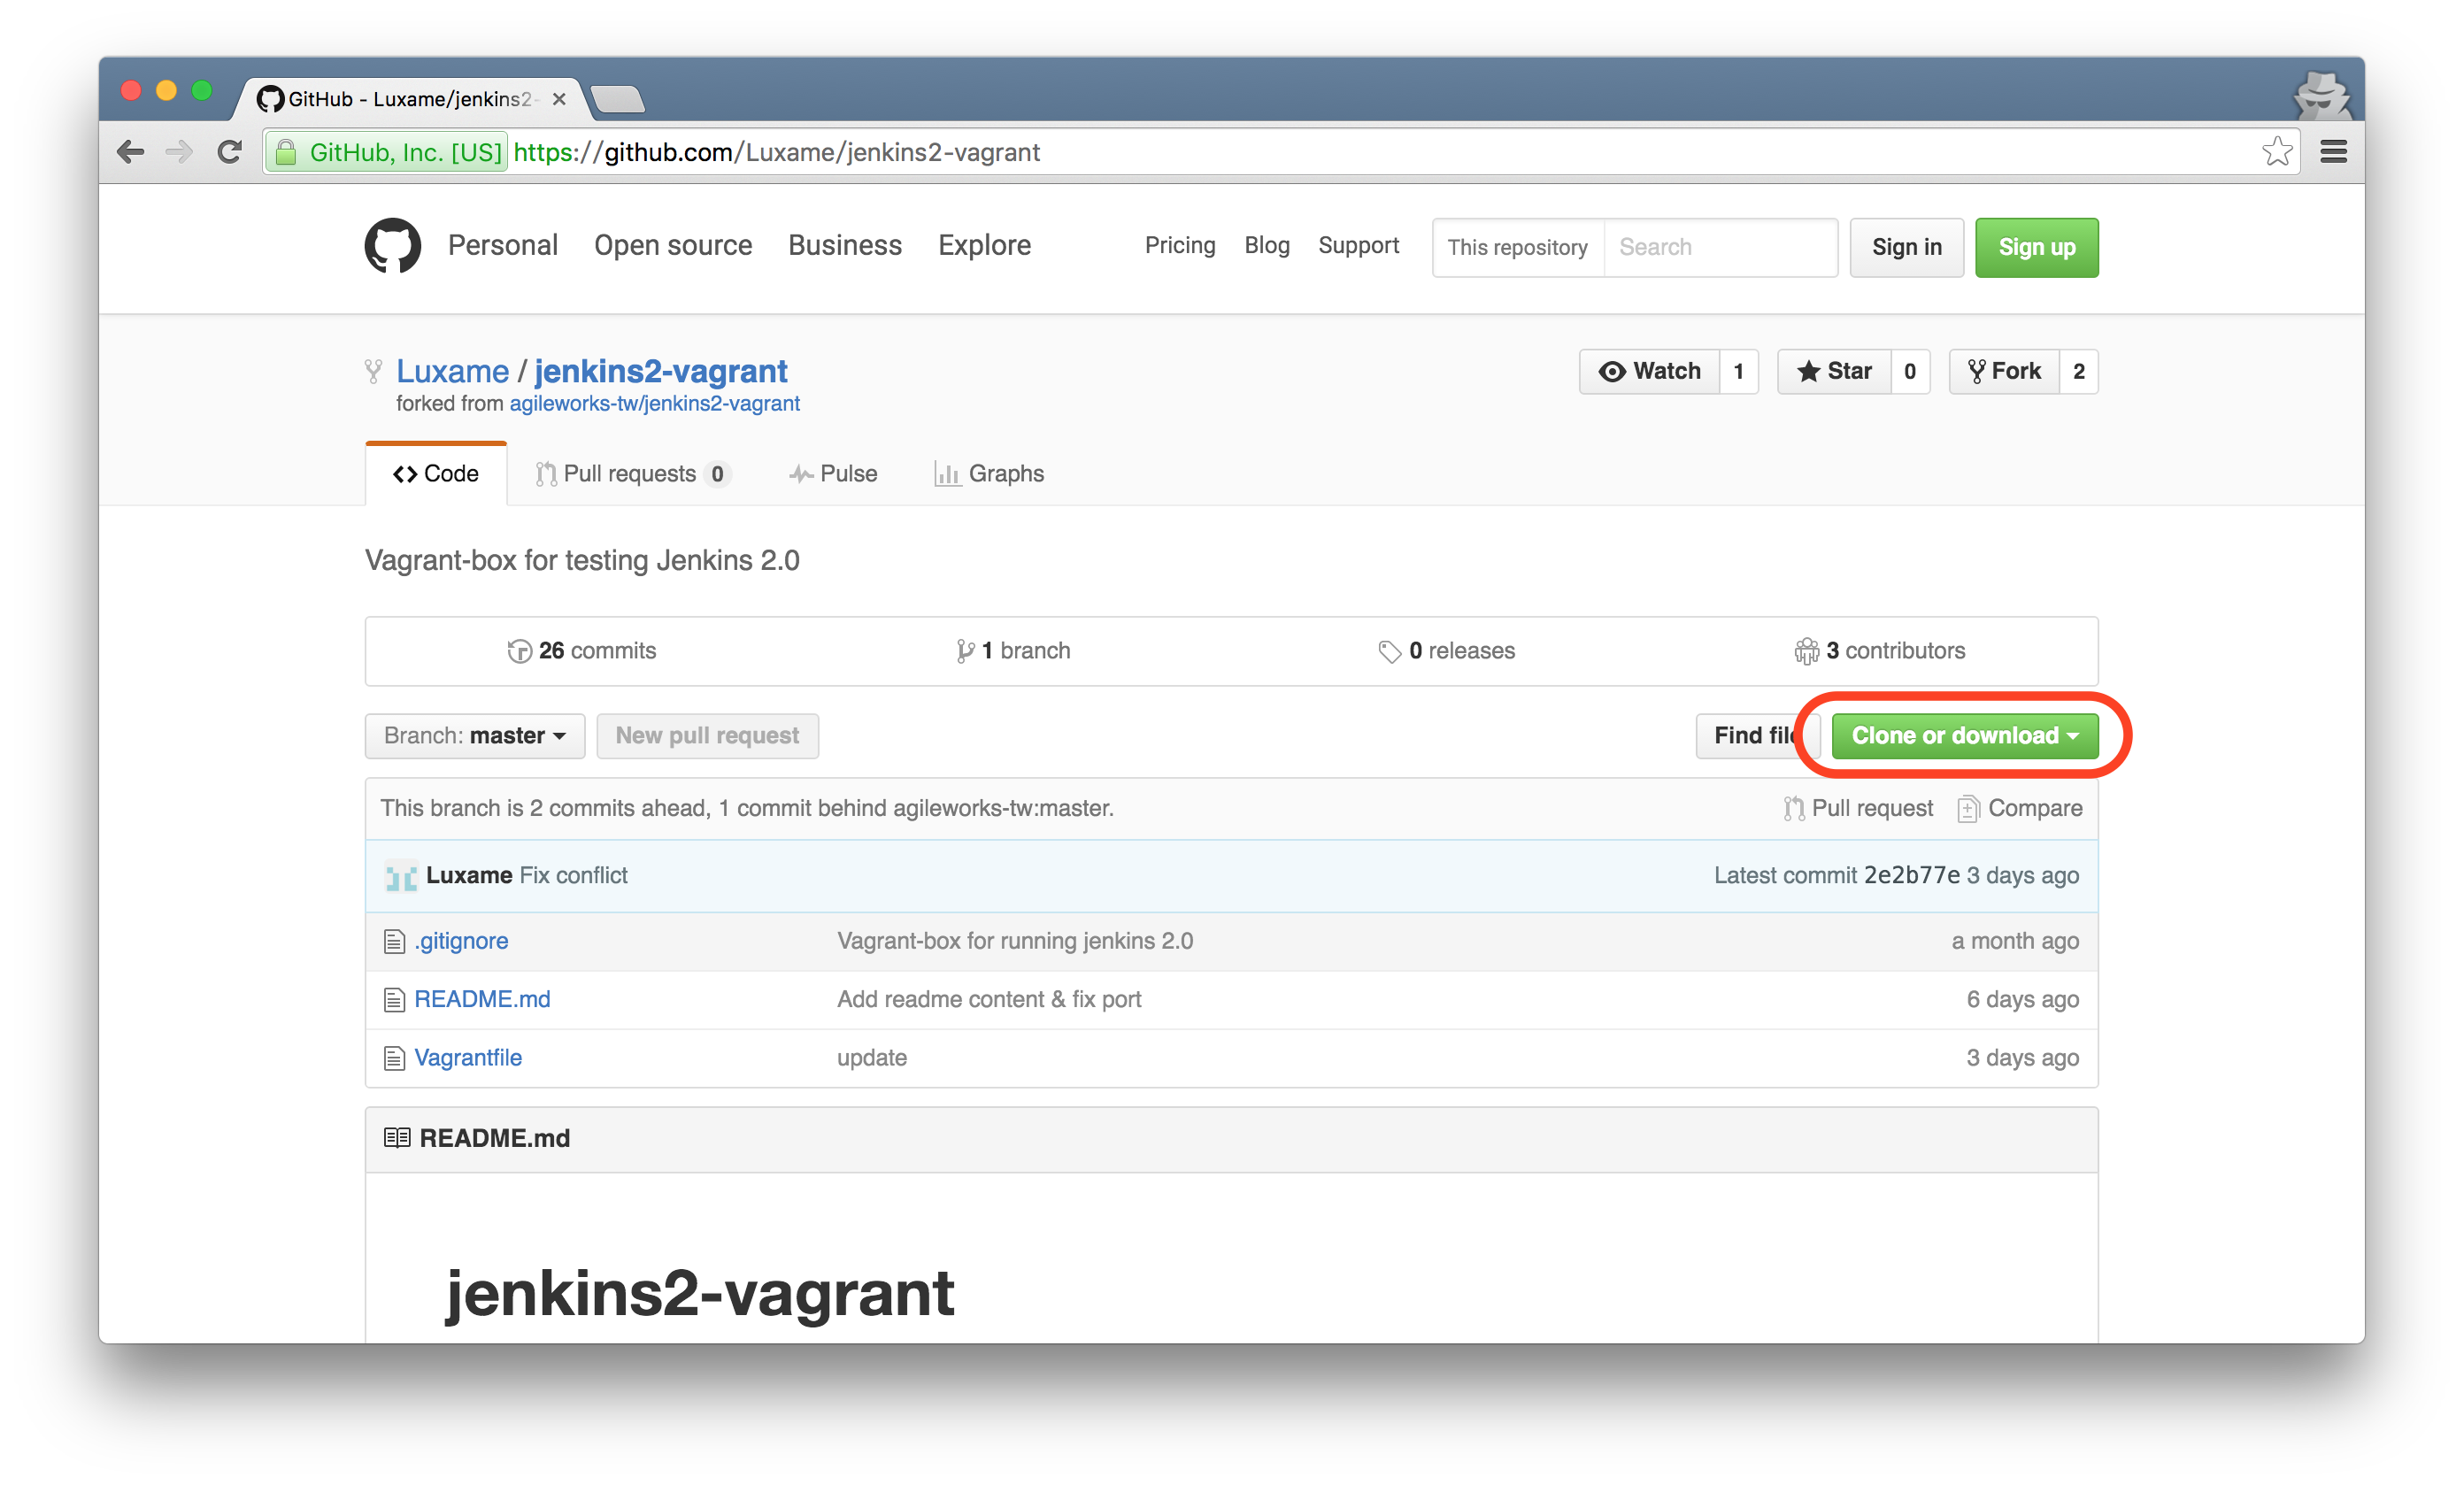 GitHub - Luxame/jenkins2-
GitHub, Inc. [US] https://github.com/Luxame/jenkins2-vagrant
Personal Open source Business Explore Pricing Blog Support This repository Search Sign in Sign up
Luxame / jenkins2-vagrant Watch 1 Star 0 Fork 2
forked from agileworks-tw/jenkins2-vagrant
Code Pull requests 0 Pulse Graphs
Vagrant-box for testing Jenkins 2.0
26 commits 1 branch 0 releases 3 contributors
Branch: master New pull request Find file Clone or download
This branch is 2 commits ahead, 1 commit behind agileworks-tw:master. Pull request Compare
Luxame Fix conflict Latest commit 2e2b77e 3 days ago
.gitignore Vagrant-box for running jenkins 2.0 a month ago
README.md Add readme content & fix port 6 days ago
Vagrantfile update 3 days ago
README.md
jenkins2-vagrant